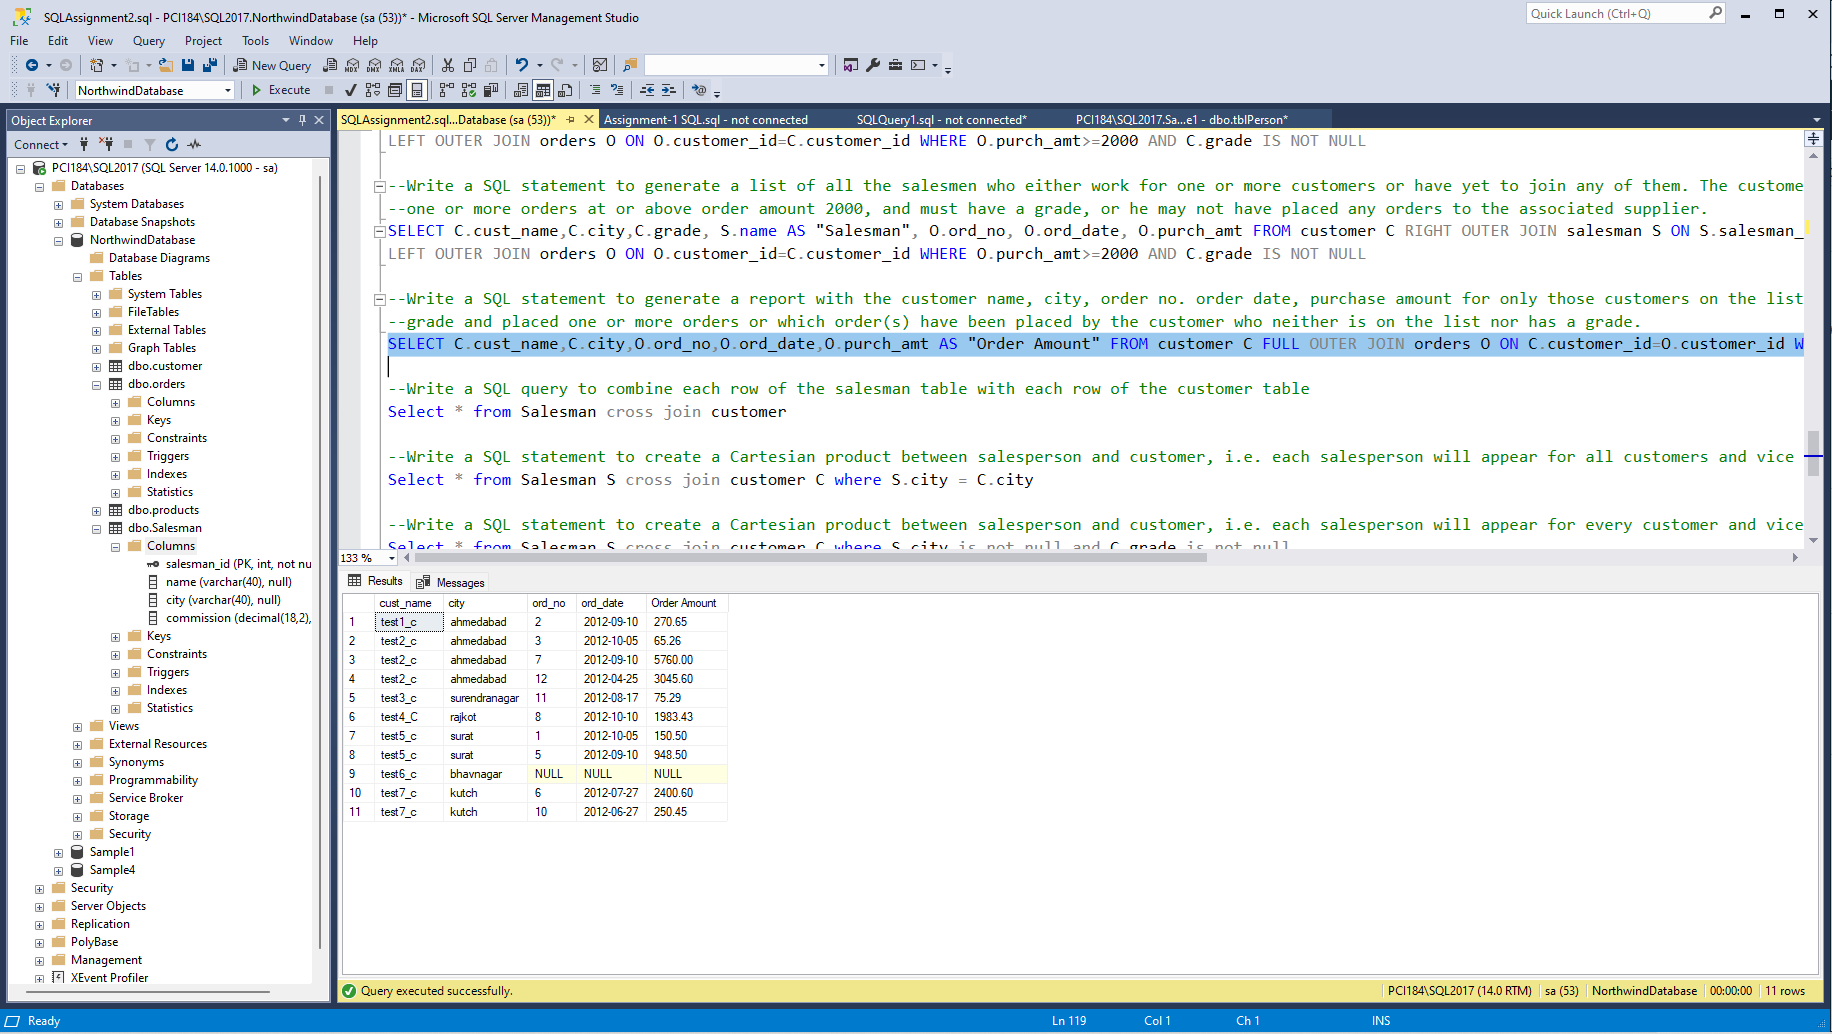 SQLAssignment2.sql - PCI184\SQL2017.NorthwindDatabase (sa (53))* - Microsoft SQL Server Management Studio
Quick Launch (Ctrl+Q)
File Edit View Query Project Tools Window Help
New Query
MDX DMX XMLA DAX
NorthwindDatabase
Execute
Object Explorer
Connect
PCI184\SQL2017 (SQL Server 14.0.1000 - sa)
Databases
System Databases
Database Snapshots
NorthwindDatabase
Database Diagrams
Tables
System Tables
FileTables
External Tables
Graph Tables
dbo.customer
dbo.orders
Columns
Keys
Constraints
Triggers
Indexes
Statistics
dbo.products
dbo.Salesman
Columns
salesman_id (PK, int, not nu
name (varchar(40), null)
city (varchar(40), null)
commission (decimal(18,2),
Keys
Constraints
Triggers
Indexes
Statistics
Views
External Resources
Synonyms
Programmability
Service Broker
Storage
Security
Sample1
Sample4
Security
Server Objects
Replication
PolyBase
Management
XEvent Profiler
SQLAssignment2.sql...Database (sa (53))* Assignment-1 SQL.sql - not connected SQLQuery1.sql - not connected* PCI184\SQL2017.Sa...e1 - dbo.tblPerson*
LEFT OUTER JOIN orders O ON O.customer_id=C.customer_id WHERE O.purch_amt>=2000 AND C.grade IS NOT NULL
--Write a SQL statement to generate a list of all the salesmen who either work for one or more customers or have yet to join any of them. The custome
--one or more orders at or above order amount 2000, and must have a grade, or he may not have placed any orders to the associated supplier.
SELECT C.cust_name,C.city,C.grade, S.name AS "Salesman", O.ord_no, O.ord_date, O.purch_amt FROM customer C RIGHT OUTER JOIN salesman S ON S.salesman_
LEFT OUTER JOIN orders O ON O.customer_id=C.customer_id WHERE O.purch_amt>=2000 AND C.grade IS NOT NULL
--Write a SQL statement to generate a report with the customer name, city, order no. order date, purchase amount for only those customers on the list
--grade and placed one or more orders or which order(s) have been placed by the customer who neither is on the list nor has a grade.
SELECT C.cust_name,C.city,O.ord_no,O.ord_date,O.purch_amt AS "Order Amount" FROM customer C FULL OUTER JOIN orders O ON C.customer_id=O.customer_id W
--Write a SQL query to combine each row of the salesman table with each row of the customer table
Select * from Salesman cross join customer
--Write a SQL statement to create a Cartesian product between salesperson and customer, i.e. each salesperson will appear for all customers and vice
Select * from Salesman S cross join customer C where S.city = C.city
--Write a SQL statement to create a Cartesian product between salesperson and customer, i.e. each salesperson will appear for every customer and vice
Select * from Salesman S cross join customer C where S.city is not null and C.grade is not null
133 %
Results Messages
cust_name city ord_no ord_date Order Amount
1 test1_c ahmedabad 2 2012-09-10 270.65
2 test2_c ahmedabad 3 2012-10-05 65.26
3 test2_c ahmedabad 7 2012-09-10 5760.00
4 test2_c ahmedabad 12 2012-04-25 3045.60
5 test3_c surendranagar 11 2012-08-17 75.29
6 test4_C rajkot 8 2012-10-10 1983.43
7 test5_c surat 1 2012-10-05 150.50
8 test5_c surat 5 2012-09-10 948.50
9 test6_c bhavnagar NULL NULL NULL
10 test7_c kutch 6 2012-07-27 2400.60
11 test7_c kutch 10 2012-06-27 250.45
Query executed successfully. PCI184\SQL2017 (14.0 RTM) sa (53) NorthwindDatabase 00:00:00 11 rows
Ready Ln 119 Col 1 Ch 1 INS